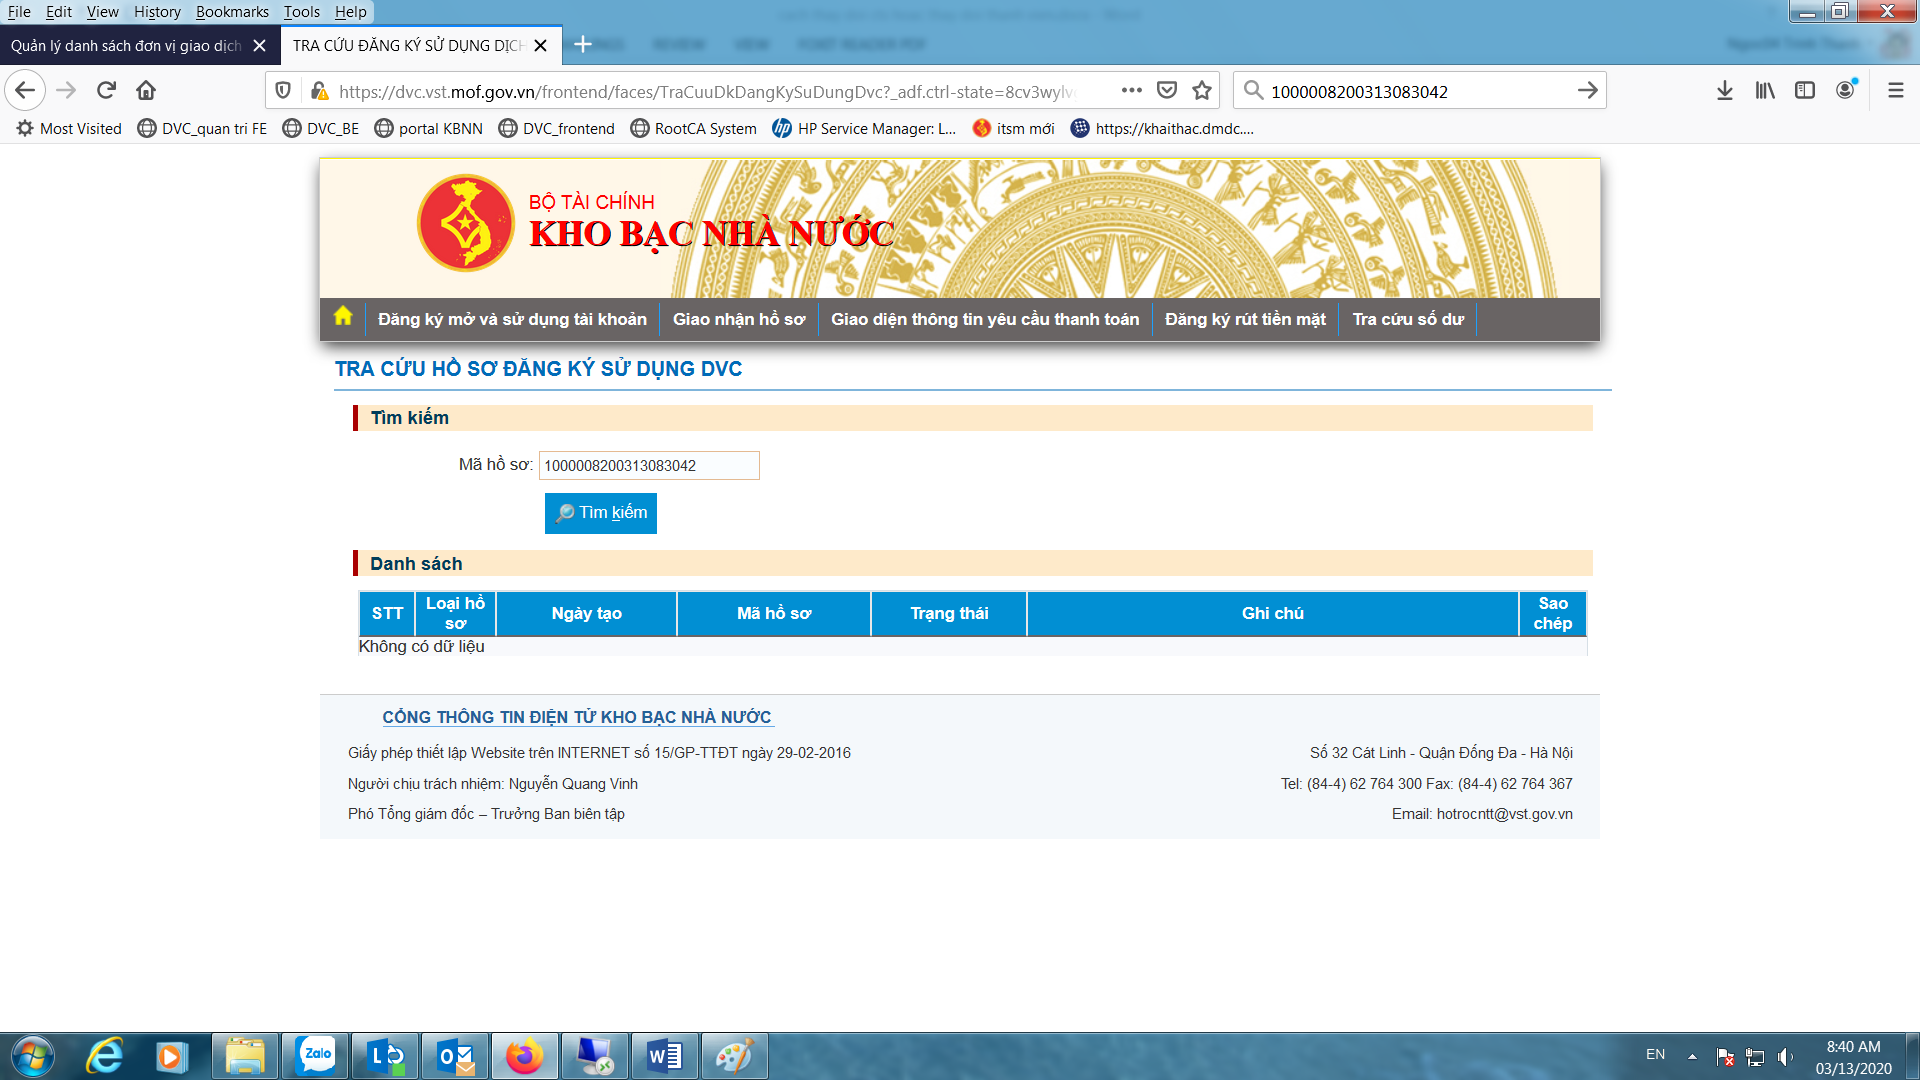 File Edit View History Bookmarks Tools Help
Quản lý danh sách đơn vị giao dịch
TRA CỨU ĐĂNG KÝ SỬ DỤNG DỊCH
https://dvc.vst.mof.gov.vn/frontend/faces/TraCuuDkDangKySuDungDvc?_adf.ctrl-state=8cv3wylv
1000008200313083042
Most Visited DVC_quan tri FE DVC_BE portal KBNN DVC_frontend RootCA System HP Service Manager: L... itsm mới https://khaithac.dmdc....
BỘ TÀI CHÍNH
KHO BẠC NHÀ NƯỚC
Đăng ký mở và sử dụng tài khoản Giao nhận hồ sơ Giao diện thông tin yêu cầu thanh toán Đăng ký rút tiền mặt Tra cứu số dư
TRA CỨU HỒ SƠ ĐĂNG KÝ SỬ DỤNG DVC
Tìm kiếm
Mã hồ sơ: 1000008200313083042
Tìm kiếm
Danh sách
STT Loại hồ sơ Ngày tạo Mã hồ sơ Trạng thái Ghi chú Sao chép
Không có dữ liệu
CỔNG THÔNG TIN ĐIỆN TỬ KHO BẠC NHÀ NƯỚC
Giấy phép thiết lập Website trên INTERNET số 15/GP-TTĐT ngày 29-02-2016
Số 32 Cát Linh - Quận Đống Đa - Hà Nội
Người chịu trách nhiệm: Nguyễn Quang Vinh
Tel: (84-4) 62 764 300 Fax: (84-4) 62 764 367
Phó Tổng giám đốc – Trưởng Ban biên tập
Email: hotrocntt@vst.gov.vn
Zalo
EN
8:40 AM
03/13/2020